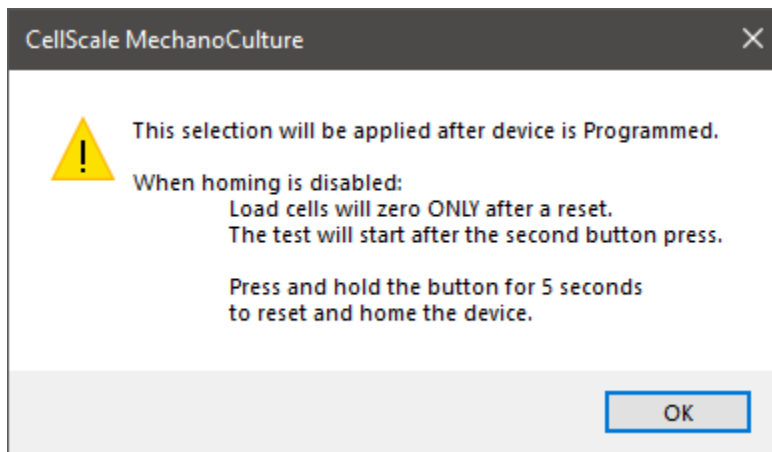 CellScale MechanoCulture
This selection will be applied after device is Programmed.
When homing is disabled:
Load cells will zero ONLY after a reset.
The test will start after the second button press.
Press and hold the button for 5 seconds
to reset and home the device.
OK